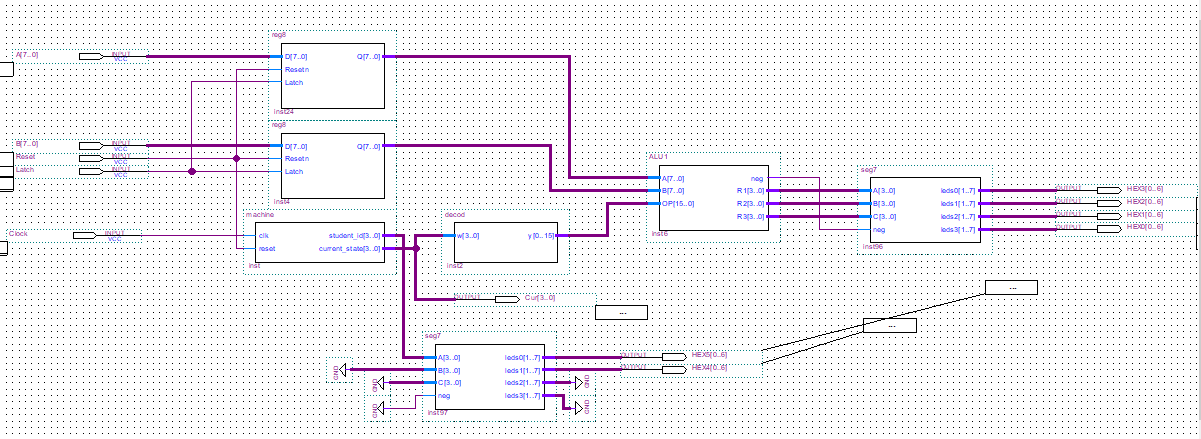 reg8
A[7..0] INPUT VCC D[7..0] Q[7..0]
Resetn
Latch
inst24
reg8
B[7..0] INPUT VCC D[7..0] Q[7..0]
Reset INPUT VCC Resetn
Latch INPUT VCC Latch
inst4
ALU1
A[7..0] neg
B[7..0] R1[3..0]
OP[15..0] R2[3..0]
R3[3..0]
inst6
seg7
A[3..0] leds0[1..7] OUTPUT HEX3[0..6]
B[3..0] leds1[1..7] OUTPUT HEX2[0..6]
C[3..0] leds2[1..7] OUTPUT HEX1[0..6]
neg leds3[1..7] OUTPUT HEX0[0..6]
inst96
machine
Clock INPUT VCC clk student_id[3..0]
reset current_state[3..0]
inst
decod
w[3..0] y[0..15]
inst2
OUTPUT Cur[3..0]
...
...
...
seg7
A[3..0] leds0[1..7] OUTPUT HEX5[0..6]
GND B[3..0] leds1[1..7] OUTPUT HEX4[0..6]
GND C[3..0] leds2[1..7] GND
GND neg leds3[1..7] GND
inst97